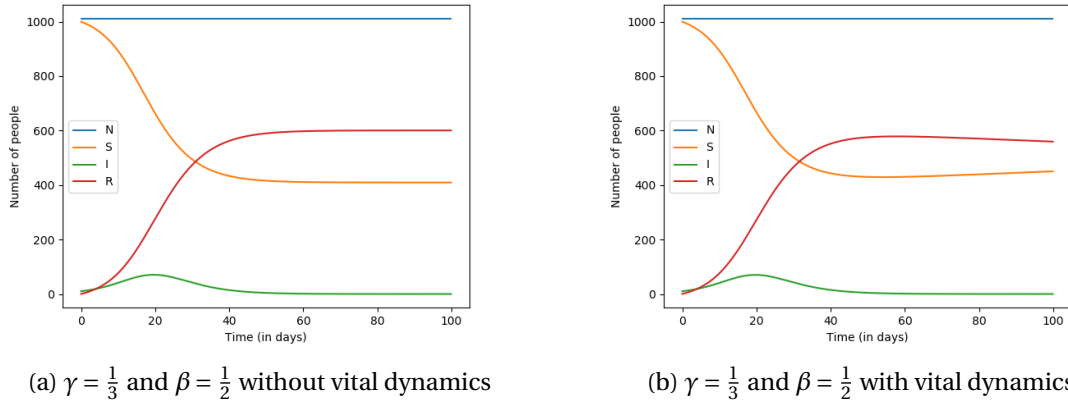 1000
800
600
400
200
0
Number of people
N
S
I
R
0 20 40 60 80 100
Time (in days)
(a) γ = 1/3 and β = 1/2 without vital dynamics
1000
800
600
400
200
0
Number of people
N
S
I
R
0 20 40 60 80 100
Time (in days)
(b) γ = 1/3 and β = 1/2 with vital dynamics